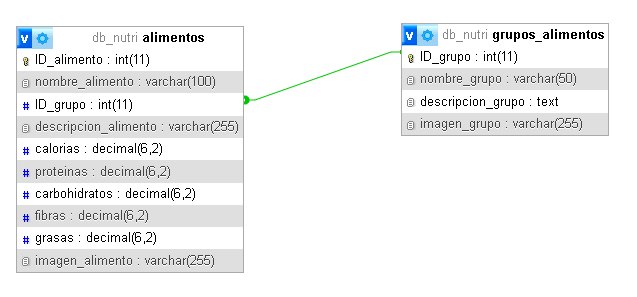 v db_nutri alimentos
ID_alimento : int(11)
nombre_alimento : varchar(100)
# ID_grupo : int(11)
descripcion_alimento : varchar(255)
# calorias : decimal(6,2)
# proteinas : decimal(6,2)
# carbohidratos : decimal(6,2)
# fibras : decimal(6,2)
# grasas : decimal(6,2)
imagen_alimento : varchar(255)
v db_nutri grupos_alimentos
ID_grupo : int(11)
nombre_grupo : varchar(50)
descripcion_grupo : text
imagen_grupo : varchar(255)